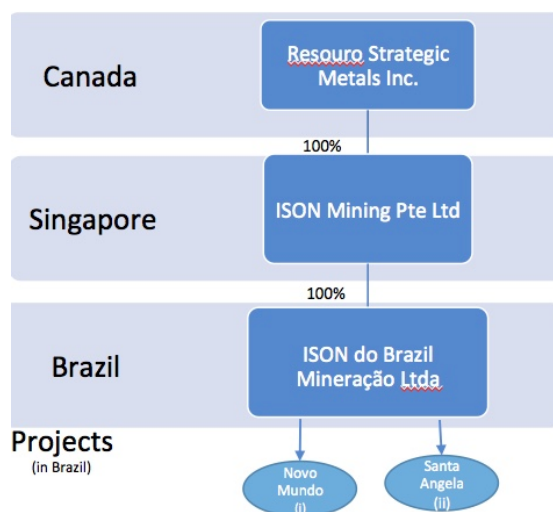 Canada
Resouro Strategic
Metals Inc.
100%
Singapore
ISON Mining Pte Ltd
100%
Brazil
ISON do Brazil
Mineração Ltda
Projects
(in Brazil)
Novo
Mundo
(i)
Santa
Angela
(ii)